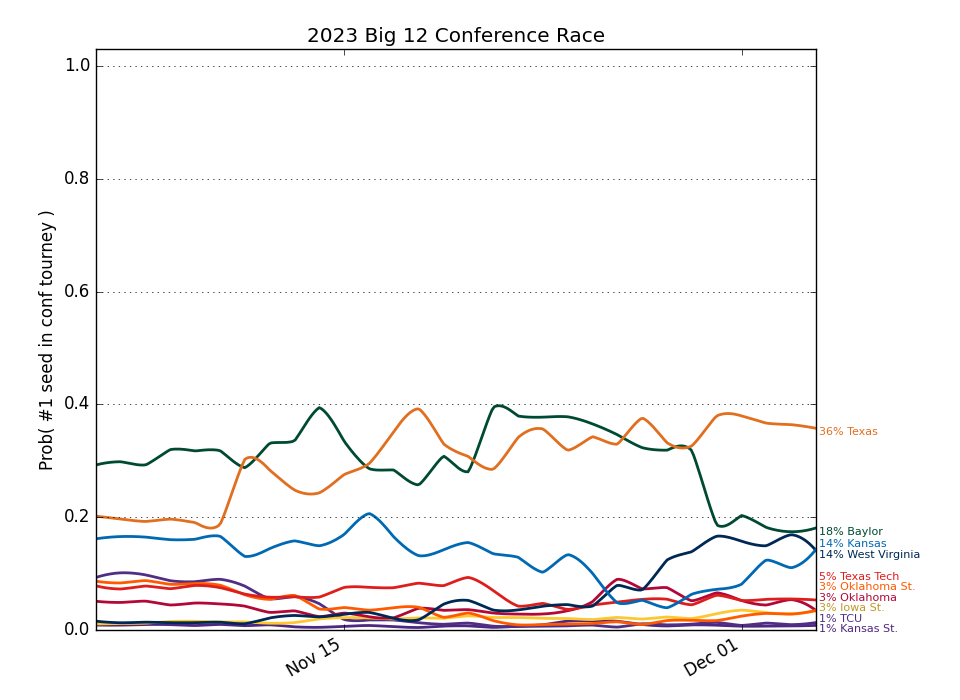 2023 Big 12 Conference Race
Prob( #1 seed in conf tourney )
1.0
0.8
0.6
0.4
0.2
0.0
Nov 15
Dec 01
36% Texas
18% Baylor
14% Kansas
14% West Virginia
5% Texas Tech
3% Oklahoma St.
3% Oklahoma
3% Iowa St.
1% TCU
1% Kansas St.